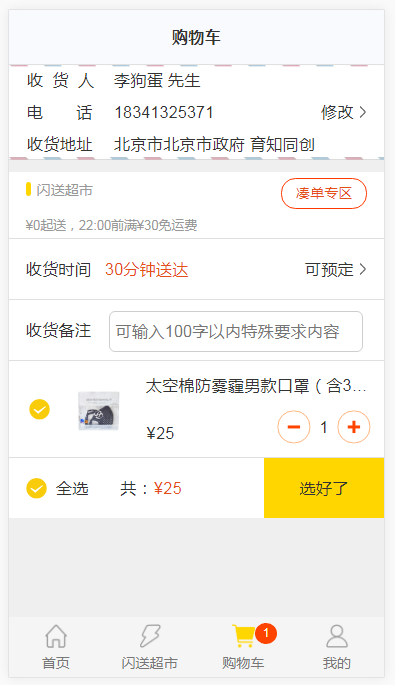 购物车
收 货 人 李狗蛋 先生
电 话 18341325371 修改
收货地址 北京市北京市政府 育知同创
闪送超市 凑单专区
¥0起送，22:00前满¥30免运费
收货时间 30分钟送达 可预定
收货备注 可输入100字以内特殊要求内容
太空棉防雾霾男款口罩（含3...
¥25 1
全选 共：¥25 选好了
1
首页 闪送超市 购物车 我的